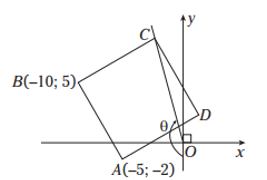 y
C
B(–10; 5)
D
θ
O
x
A(–5; –2)